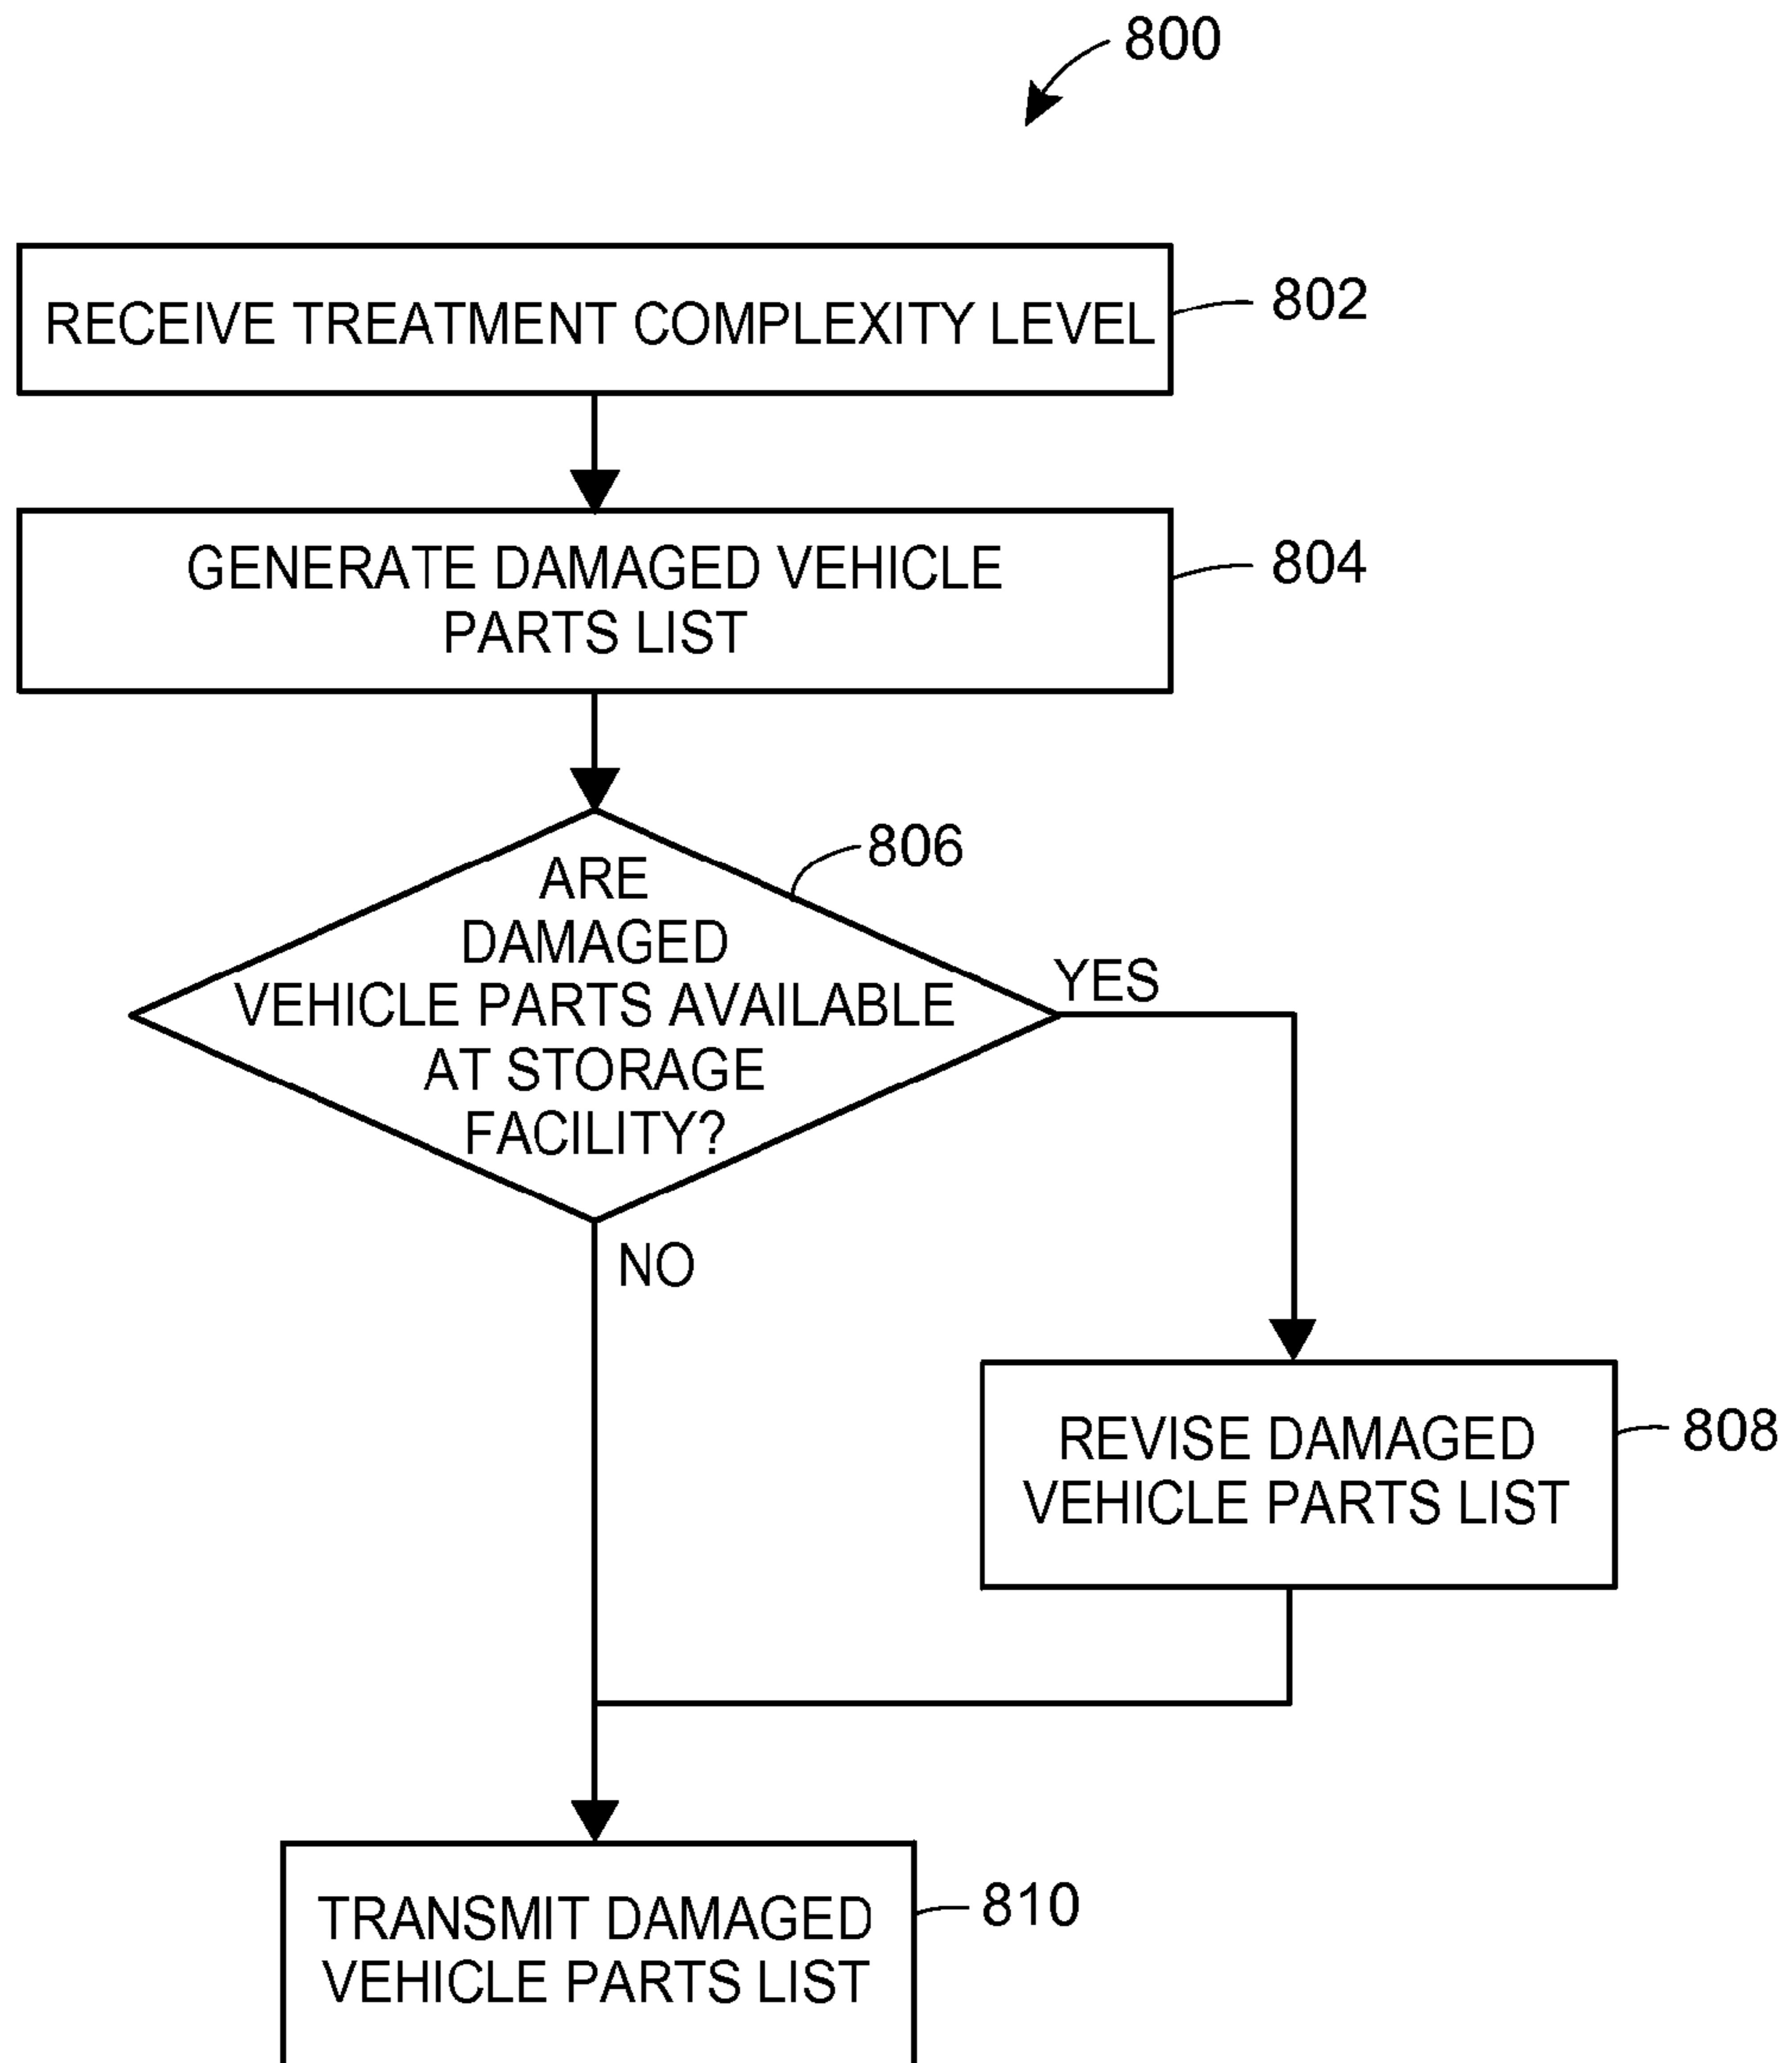 800
RECEIVE TREATMENT COMPLEXITY LEVEL
802
GENERATE DAMAGED VEHICLE
PARTS LIST
804
806
ARE
DAMAGED
VEHICLE PARTS AVAILABLE
AT STORAGE
FACILITY?
YES
NO
REVISE DAMAGED
VEHICLE PARTS LIST
808
TRANSMIT DAMAGED
VEHICLE PARTS LIST
810